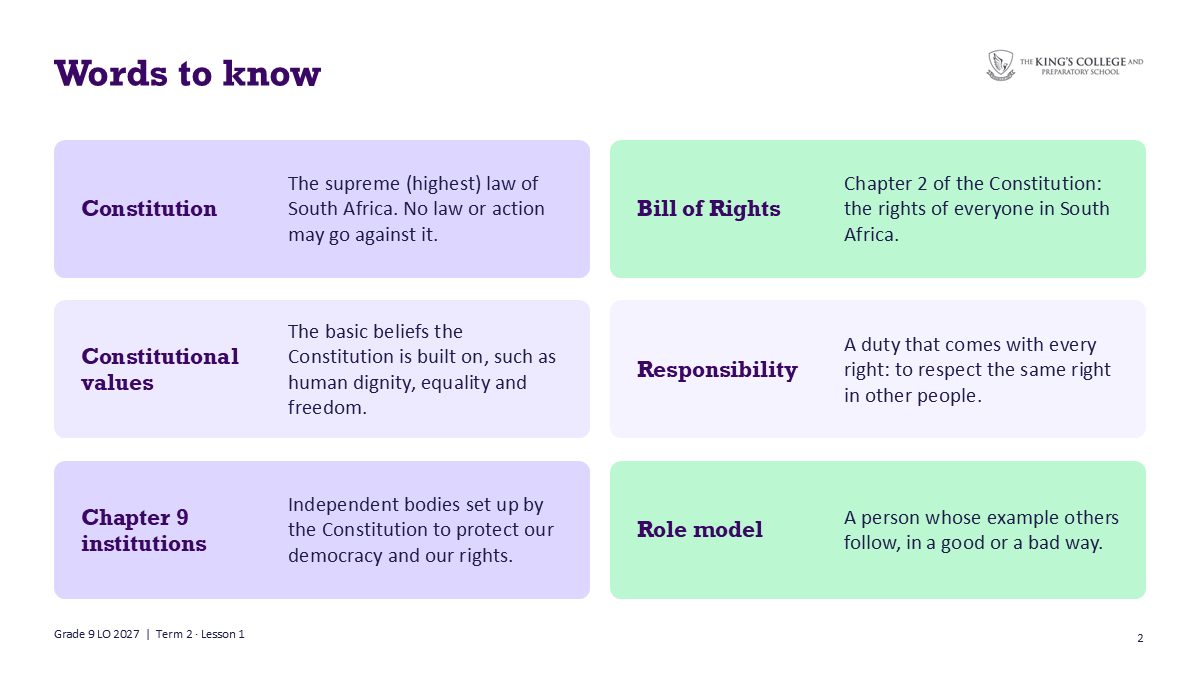 Words to know
THE KING'S COLLEGE AND
PREPARATORY SCHOOL
Constitution
The supreme (highest) law of
South Africa. No law or action
may go against it.
Bill of Rights
Chapter 2 of the Constitution:
the rights of everyone in South
Africa.
Constitutional
values
The basic beliefs the
Constitution is built on, such as
human dignity, equality and
freedom.
Responsibility
A duty that comes with every
right: to respect the same right
in other people.
Chapter 9
institutions
Independent bodies set up by
the Constitution to protect our
democracy and our rights.
Role model
A person whose example others
follow, in a good or a bad way.
Grade 9 LO 2027 | Term 2 · Lesson 1
2